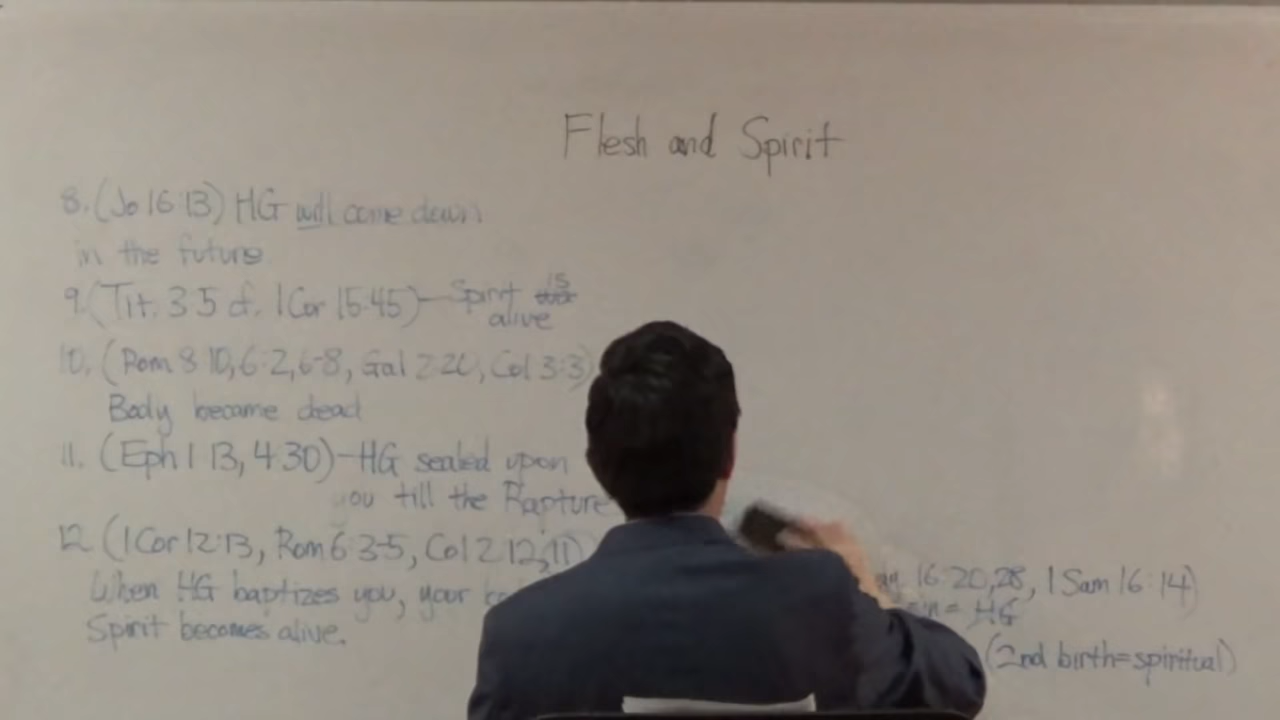 Flesh and Spirit
8. (Jo 16:13) HG will come down
in the future
9. (Tit. 3:5 cf. 1 Cor 15:45) - Spirit is
alive
10. (Rom 8:10, 6:2, 6-8, Gal 2:20, Col 3:3)
Body became dead
11. (Eph 1:13, 4:30) - HG sealed upon
you till the Rapture
12. (1 Cor 12:13, Rom 6:3-5, Col 2:12, 11)
When HG baptizes you, your
Spirit becomes alive.
16:20,28, 1 Sam 16:14)
= HG
(2nd birth=spiritual)